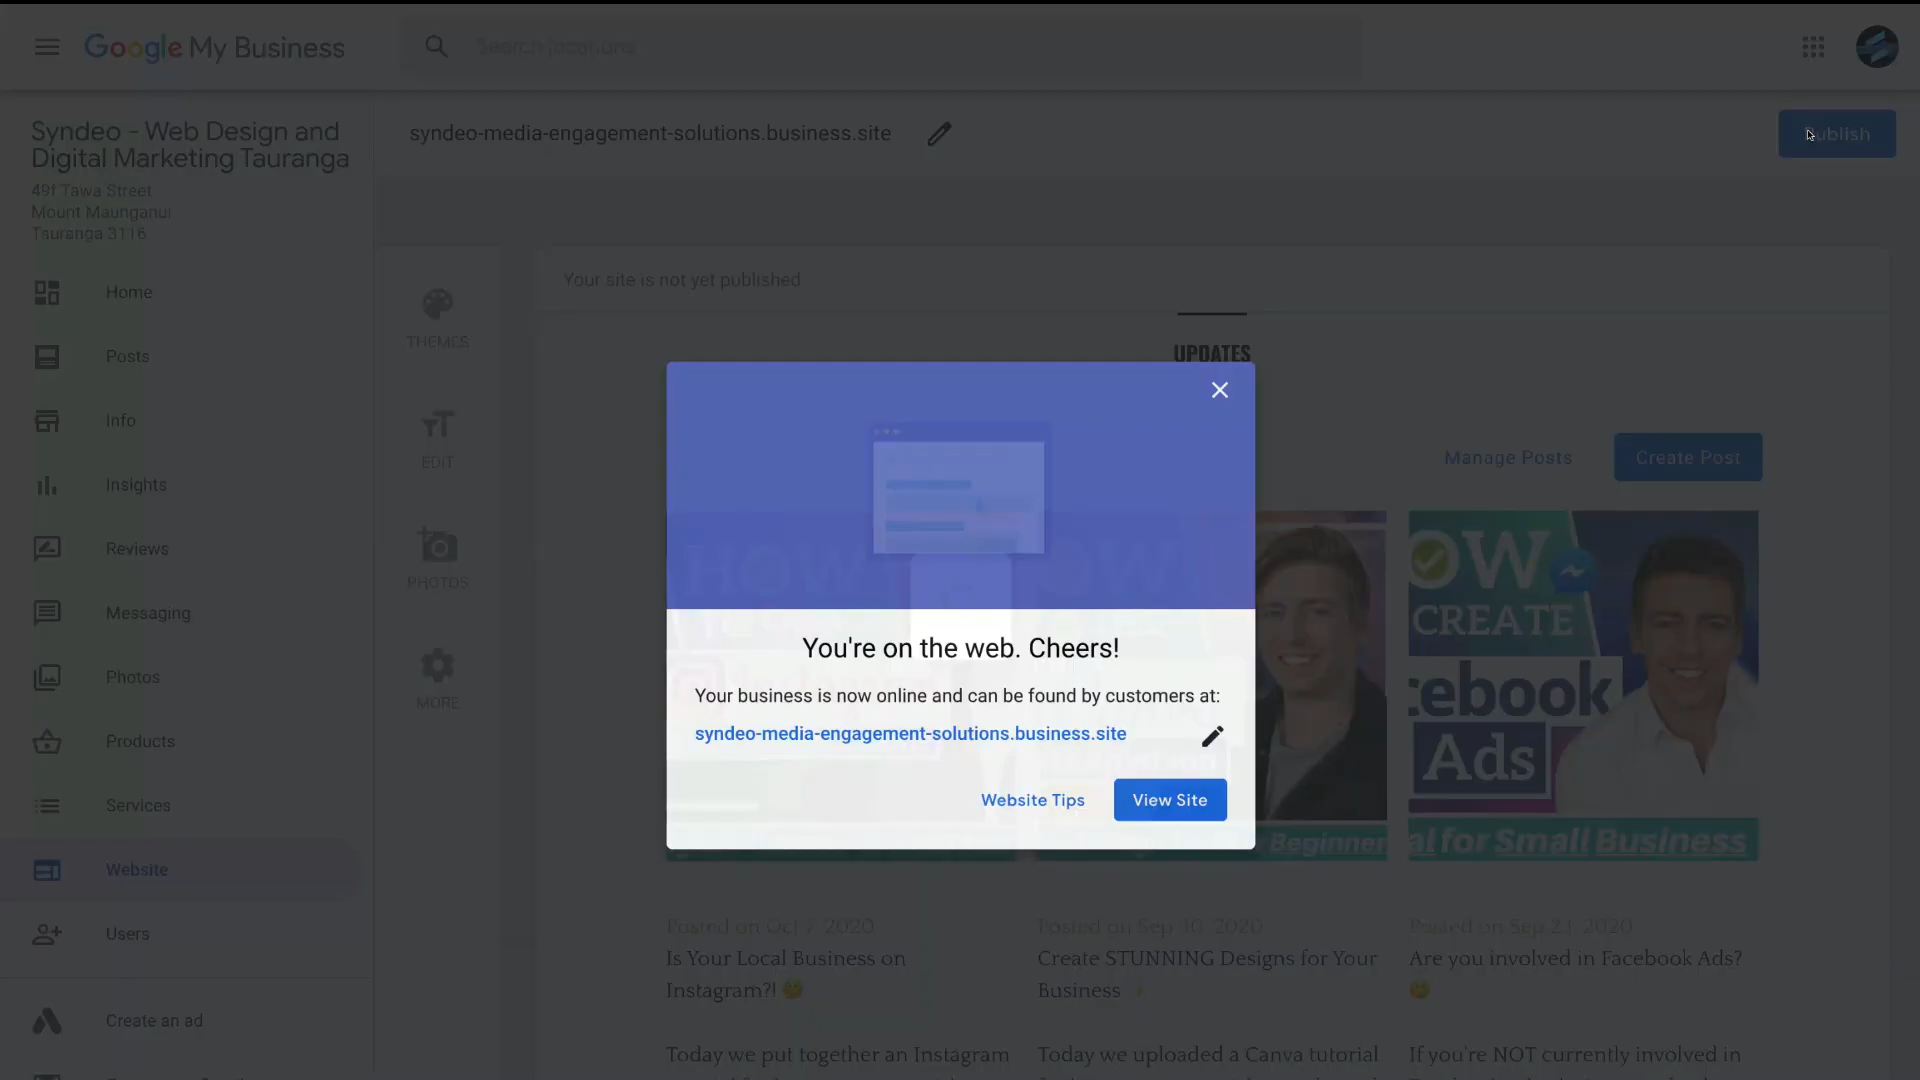 Google My Business
Search locations
Syndeo - Web Design and
Digital Marketing Tauranga
49f Tawa Street
Mount Maunganui
Tauranga 3116
Home
Posts
Info
Insights
Reviews
Messaging
Photos
Products
Services
Website
Users
Create an ad
syndeo-media-engagement-solutions.business.site
Publish
THEMES
EDIT
PHOTOS
MORE
Your site is not yet published
UPDATES
Manage Posts
Create Post
You're on the web. Cheers!
Your business is now online and can be found by customers at:
syndeo-media-engagement-solutions.business.site
Website Tips
View Site
HOW
OW
Beginner
OW
CREATE
cebook
Ads
al for Small Business
Posted on Oct 7, 2020
Is Your Local Business on
Instagram?! 🤔
Today we put together an Instagram
Posted on Sep 30, 2020
Create STUNNING Designs for Your
Business
Today we uploaded a Canva tutorial
Posted on Sep 23, 2020
Are you involved in Facebook Ads?
🤔
If you're NOT currently involved in